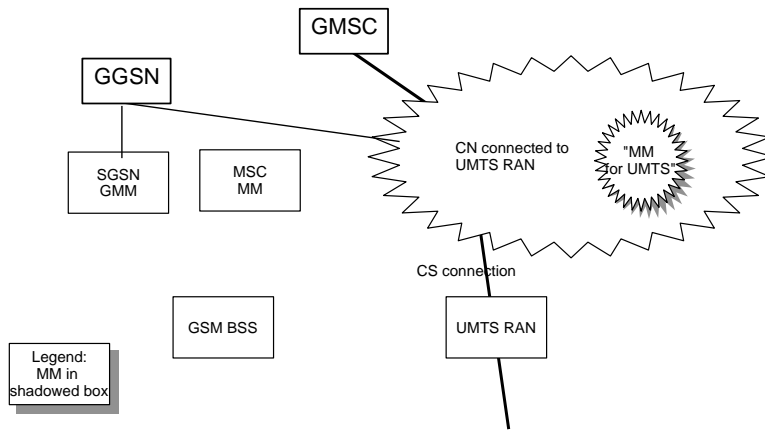 GMSC
GGSN
CN connected to
UMTS RAN
"MM
for UMTS"
SGSN
GMM
MSC
MM
CS connection
GSM BSS
UMTS RAN
Legend:
MM in
shadowed box